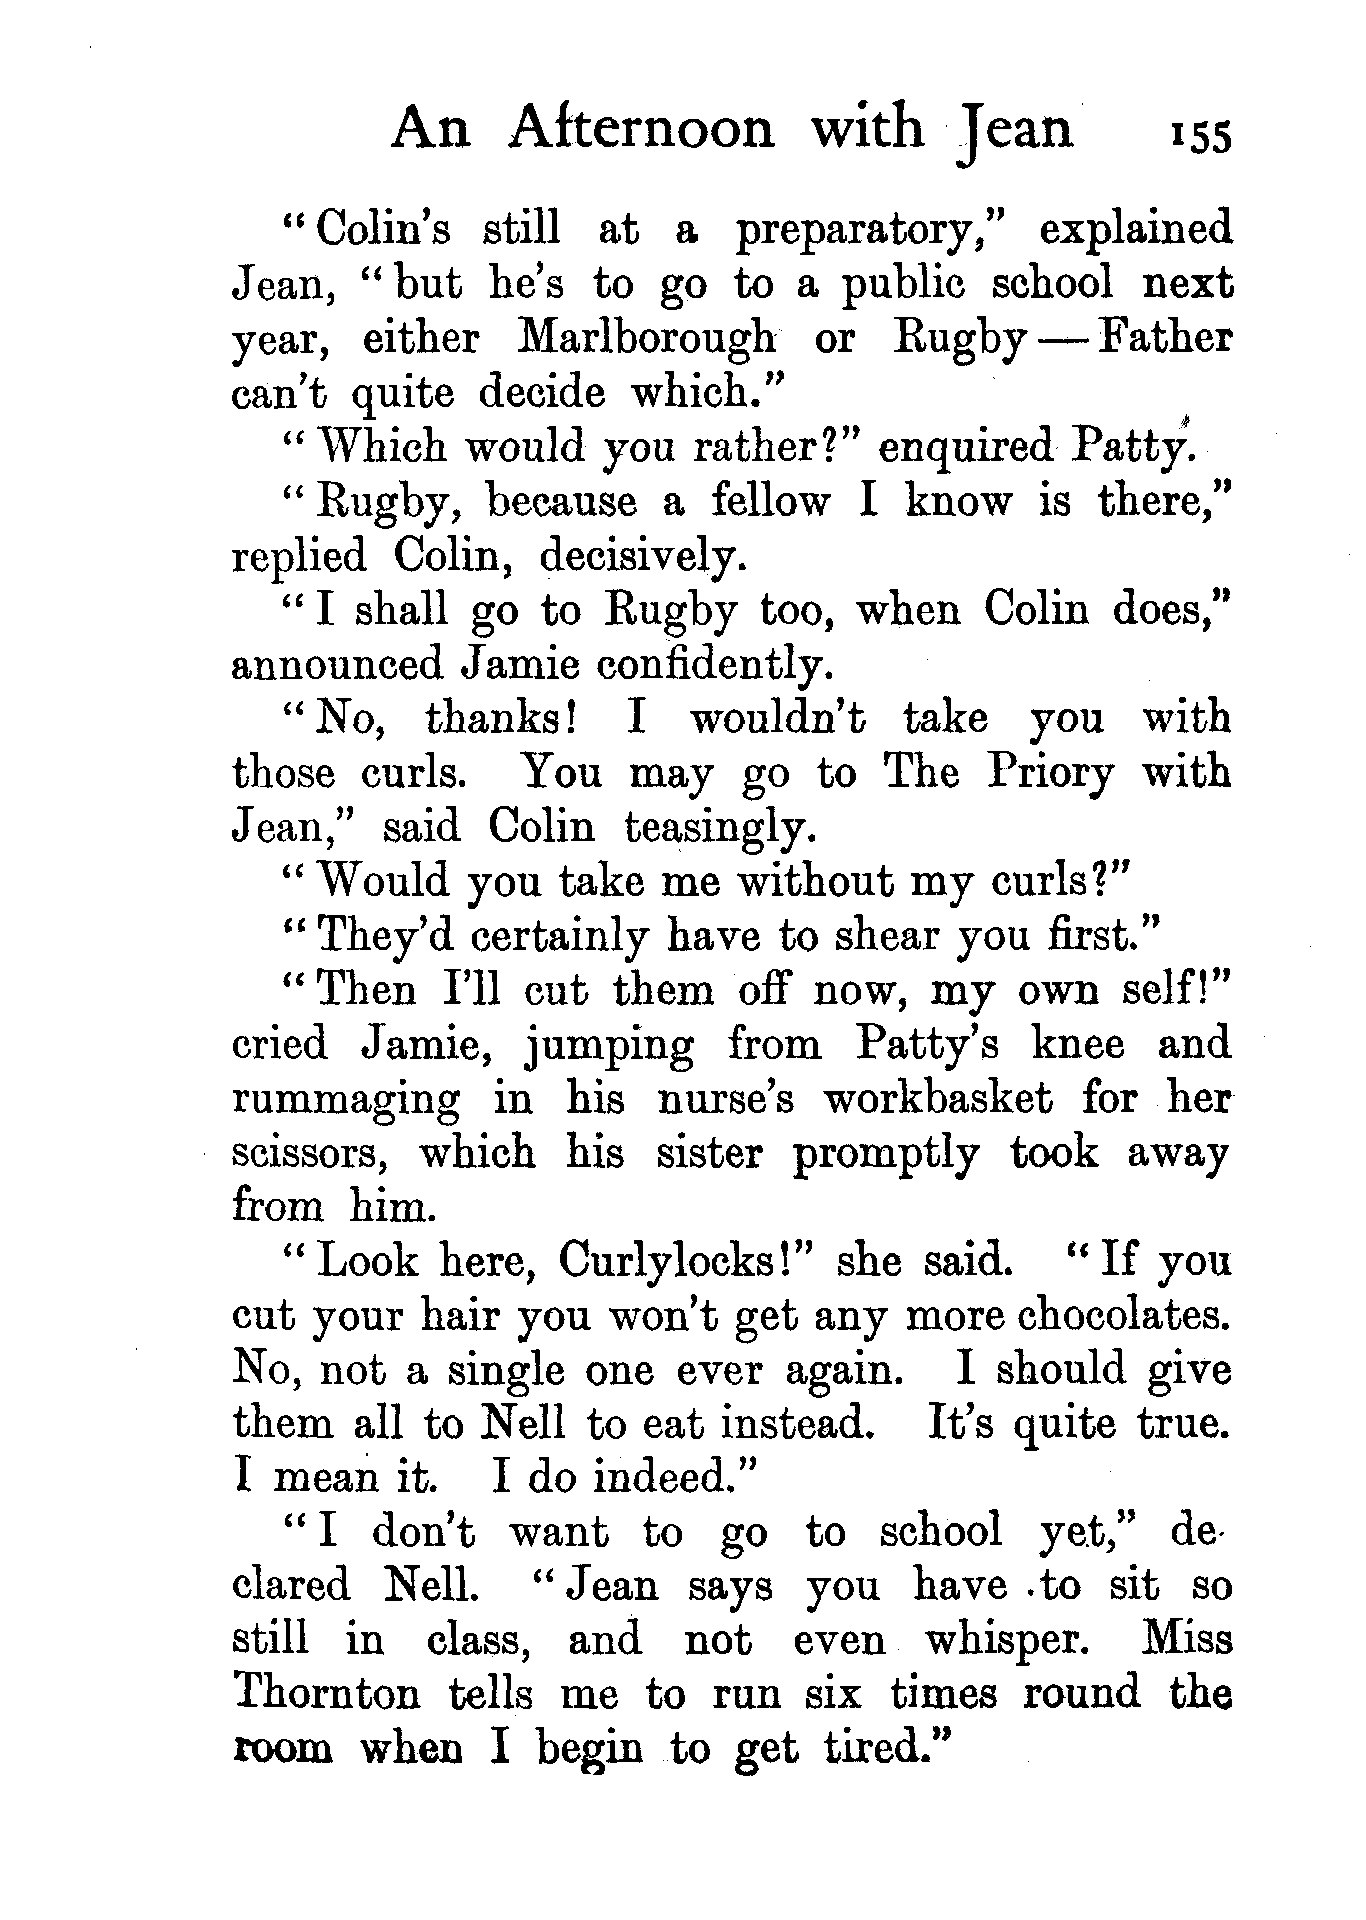 An Afternoon with Jean 155
“Colin’s still at a preparatory,” explained
Jean, “but he’s to go to a public school next
year, either Marlborough or Rugby—Father
can’t quite decide which.”
“Which would you rather?” enquired Patty.
“Rugby, because a fellow I know is there,”
replied Colin, decisively.
“I shall go to Rugby too, when Colin does,”
announced Jamie confidently.
“No, thanks! I wouldn’t take you with
those curls. You may go to The Priory with
Jean,” said Colin teasingly.
“Would you take me without my curls?”
“They’d certainly have to shear you first.”
“Then I’ll cut them off now, my own self!”
cried Jamie, jumping from Patty’s knee and
rummaging in his nurse’s workbasket for her
scissors, which his sister promptly took away
from him.
“Look here, Curlylocks!” she said. “If you
cut your hair you won’t get any more chocolates.
No, not a single one ever again. I should give
them all to Nell to eat instead. It’s quite true.
I mean it. I do indeed.”
“I don’t want to go to school yet,” de-
clared Nell. “Jean says you have to sit so
still in class, and not even whisper. Miss
Thornton tells me to run six times round the
room when I begin to get tired.”